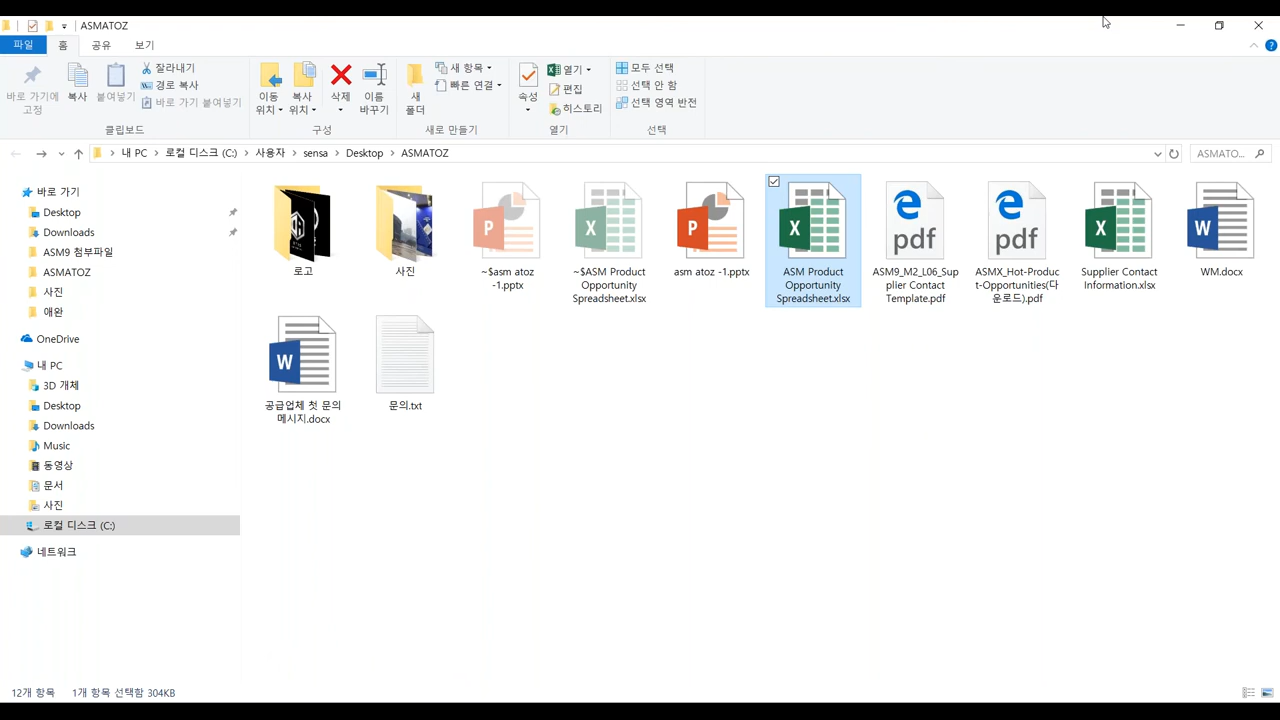 ASMATOZ
파일 홈 공유 보기
바로 가기에
고정
복사
붙여넣기
잘라내기
경로 복사
바로 가기 붙여넣기
클립보드
이동
위치
복사
위치
삭제
이름
바꾸기
구성
새
폴더
새 항목
빠른 연결
새로 만들기
속성
열기
편집
히스토리
열기
모두 선택
선택 안 함
선택 영역 반전
선택
내 PC > 로컬 디스크 (C:) > 사용자 > sensa > Desktop > ASMATOZ
ASMATO...
바로 가기
Desktop
Downloads
ASM9 첨부파일
ASMATOZ
사진
애완
OneDrive
내 PC
3D 개체
Desktop
Downloads
Music
동영상
문서
사진
로컬 디스크 (C:)
네트워크
로고
사진
~$asm atoz
-1.pptx
~$ASM Product
Opportunity
Spreadsheet.xlsx
asm atoz -1.pptx
ASM Product
Opportunity
Spreadsheet.xlsx
pdf
ASM9_M2_L06_Sup
plier Contact
Template.pdf
pdf
ASMX_Hot-Produc
t-Opportunities(다
운로드).pdf
Supplier Contact
Information.xlsx
WM.docx
공급업체 첫 문의
메시지.docx
문의.txt
12개 항목 1개 항목 선택함 304KB